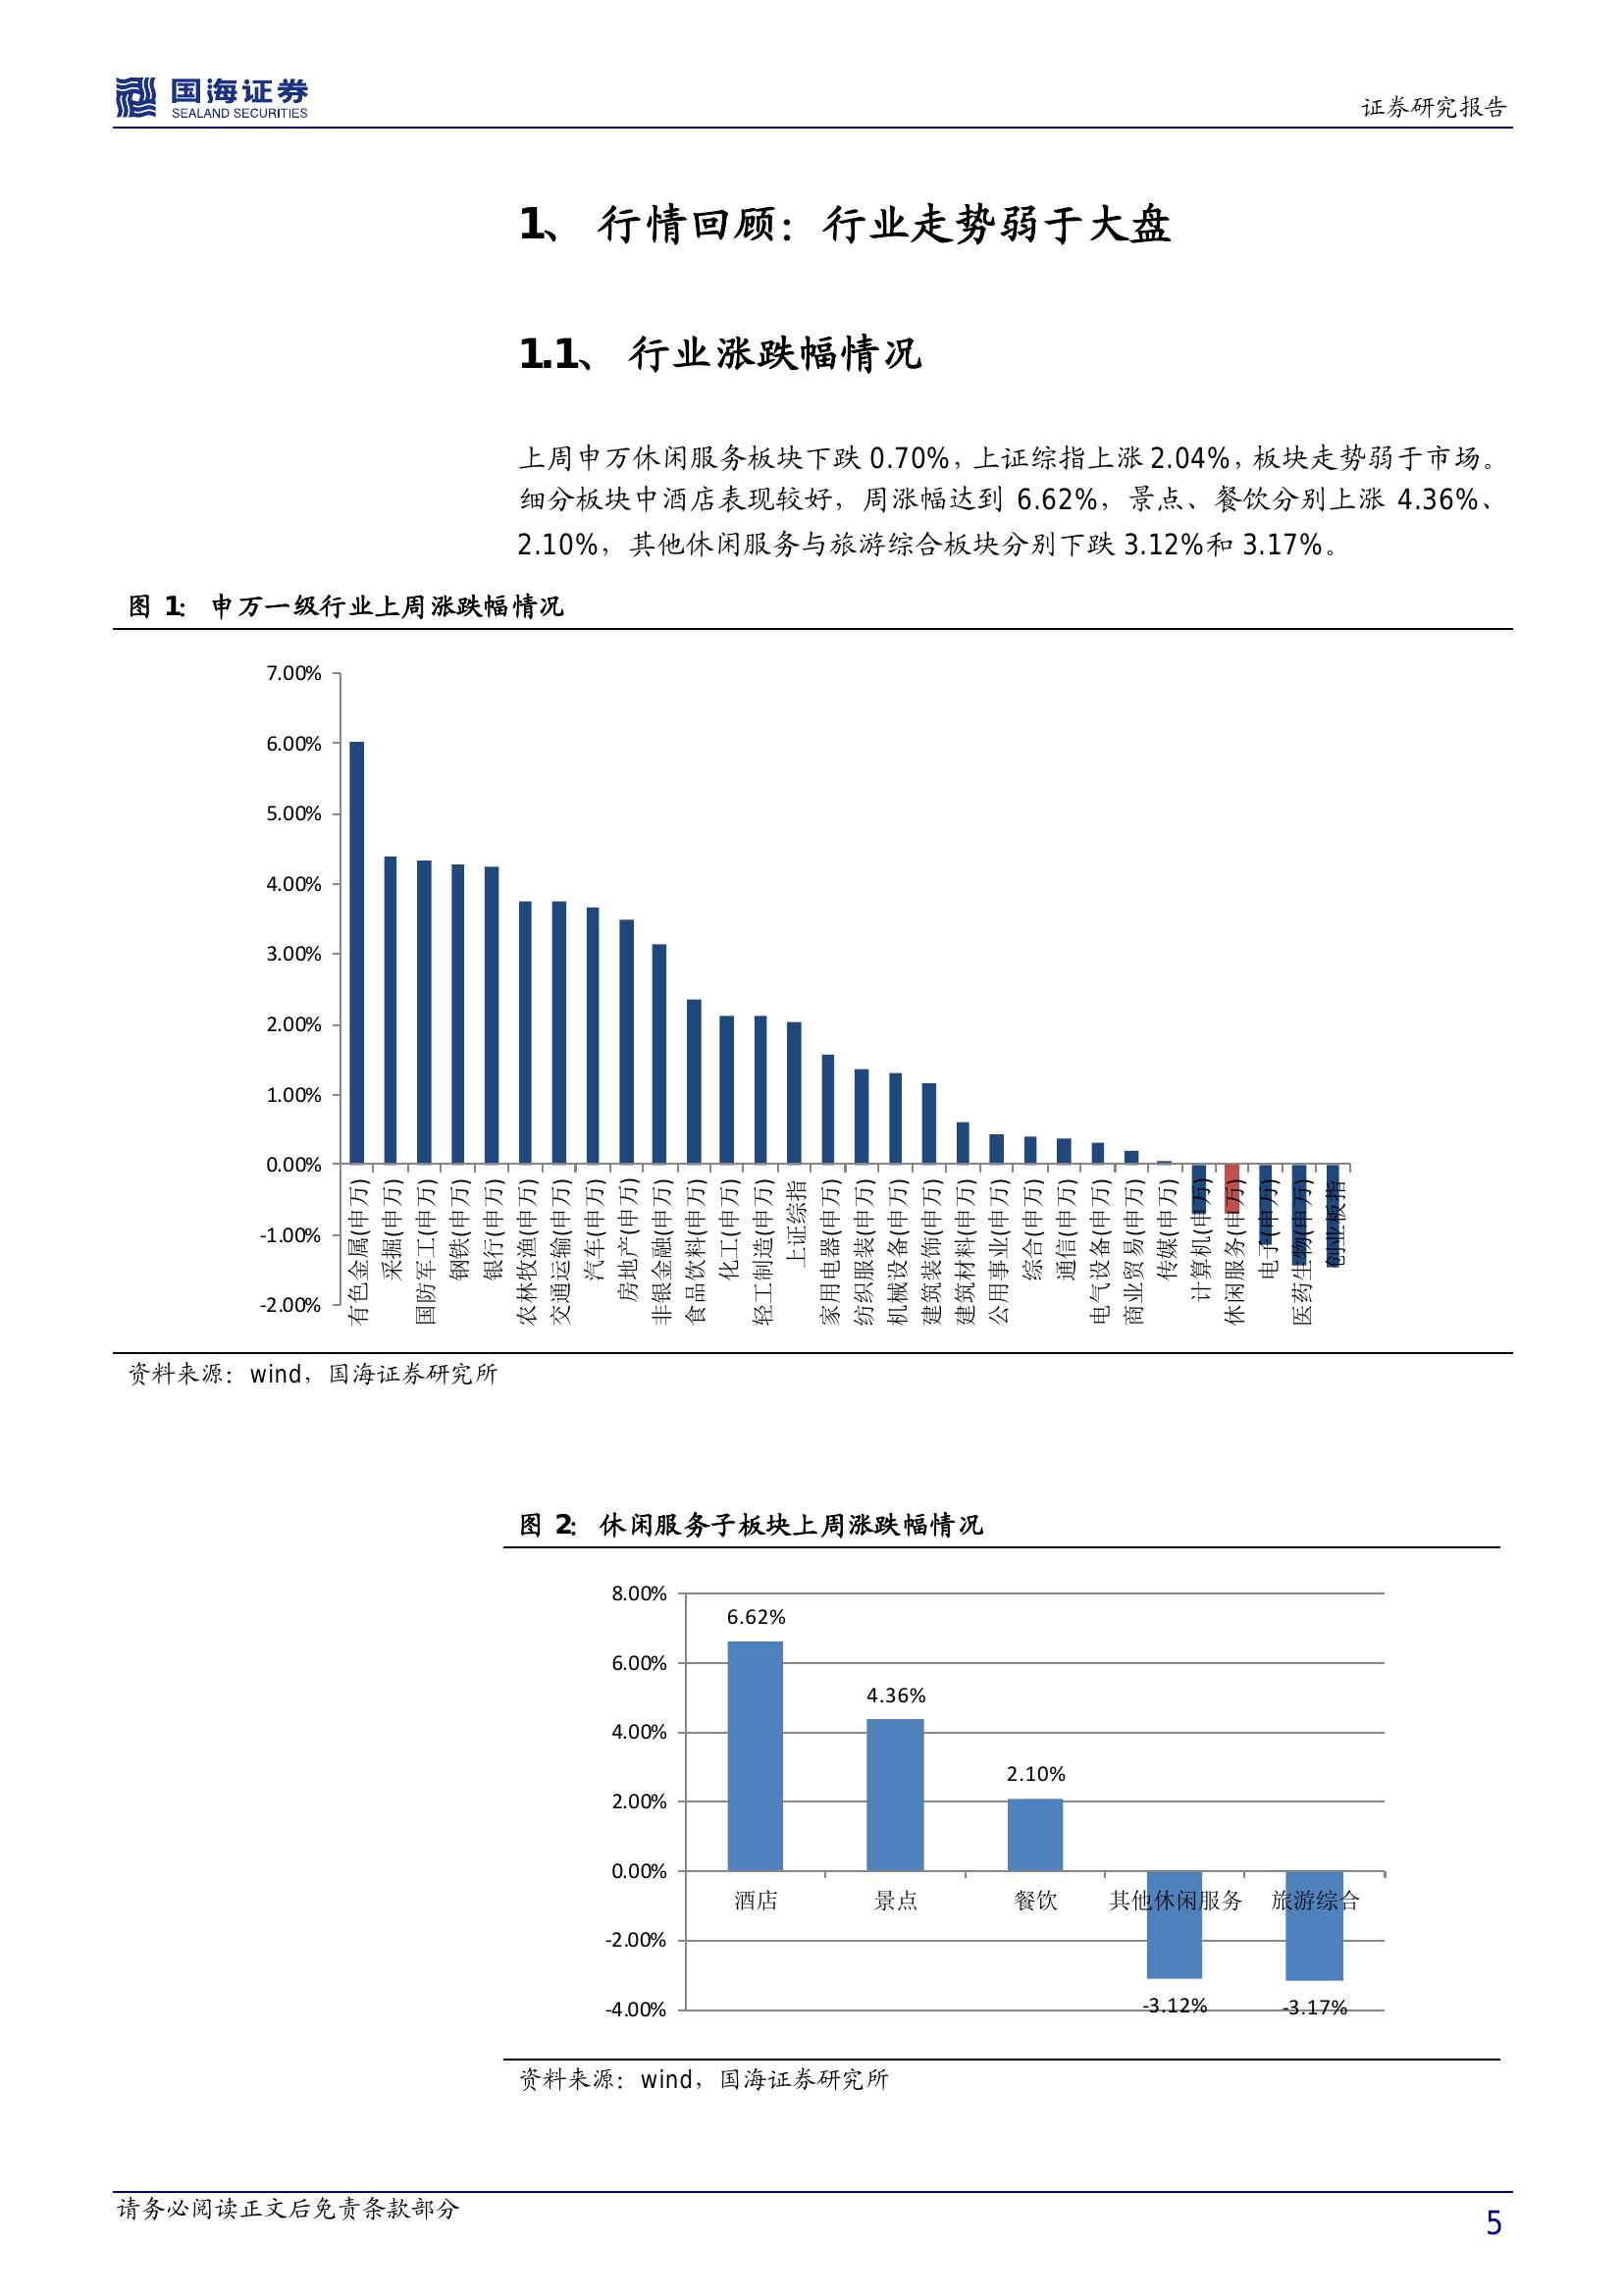 国海证券
SEALAND SECURITIES
证券研究报告
1、 行情回顾：行业走势弱于大盘
1.1、 行业涨跌幅情况
上周申万休闲服务板块下跌 0.70%，上证综指上涨 2.04%，板块走势弱于市场。
细分板块中酒店表现较好，周涨幅达到 6.62%，景点、餐饮分别上涨 4.36%、
2.10%，其他休闲服务与旅游综合板块分别下跌 3.12%和 3.17%。
图 1： 申万一级行业上周涨跌幅情况
7.00%
6.00%
5.00%
4.00%
3.00%
2.00%
1.00%
0.00%
-1.00%
-2.00%
有色金属(申万)
采掘(申万)
国防军工(申万)
钢铁(申万)
银行(申万)
农林牧渔(申万)
交通运输(申万)
汽车(申万)
房地产(申万)
非银金融(申万)
食品饮料(申万)
化工(申万)
轻工制造(申万)
上证综指
家用电器(申万)
纺织服装(申万)
机械设备(申万)
建筑装饰(申万)
建筑材料(申万)
公用事业(申万)
综合(申万)
通信(申万)
电气设备(申万)
商业贸易(申万)
传媒(申万)
计算机(申万)
休闲服务(申万)
电子(申万)
医药生物(申万)
创业板指
资料来源：wind，国海证券研究所
图 2： 休闲服务子板块上周涨跌幅情况
8.00%
6.00%
4.00%
2.00%
0.00%
-2.00%
-4.00%
6.62%
4.36%
2.10%
-3.12%
-3.17%
酒店
景点
餐饮
其他休闲服务
旅游综合
资料来源：wind，国海证券研究所
请务必阅读正文后免责条款部分
5